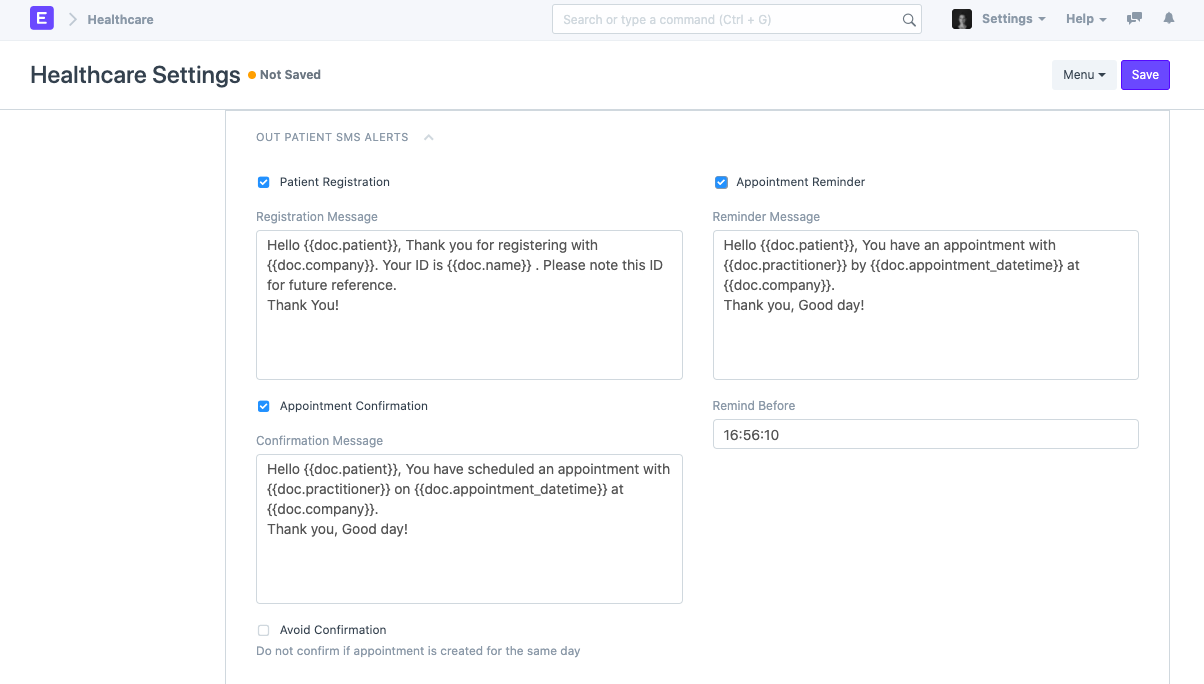 E
Healthcare
Search or type a command (Ctrl + G)
Settings
Help
Healthcare Settings
Not Saved
Menu
Save
OUT PATIENT SMS ALERTS
Patient Registration
Registration Message
Hello {{doc.patient}}, Thank you for registering with
{{doc.company}}. Your ID is {{doc.name}} . Please note this ID
for future reference.
Thank You!
Appointment Confirmation
Confirmation Message
Hello {{doc.patient}}, You have scheduled an appointment with
{{doc.practitioner}} on {{doc.appointment_datetime}} at
{{doc.company}}.
Thank you, Good day!
Avoid Confirmation
Do not confirm if appointment is created for the same day
Appointment Reminder
Reminder Message
Hello {{doc.patient}}, You have an appointment with
{{doc.practitioner}} by {{doc.appointment_datetime}} at
{{doc.company}}.
Thank you, Good day!
Remind Before
16:56:10